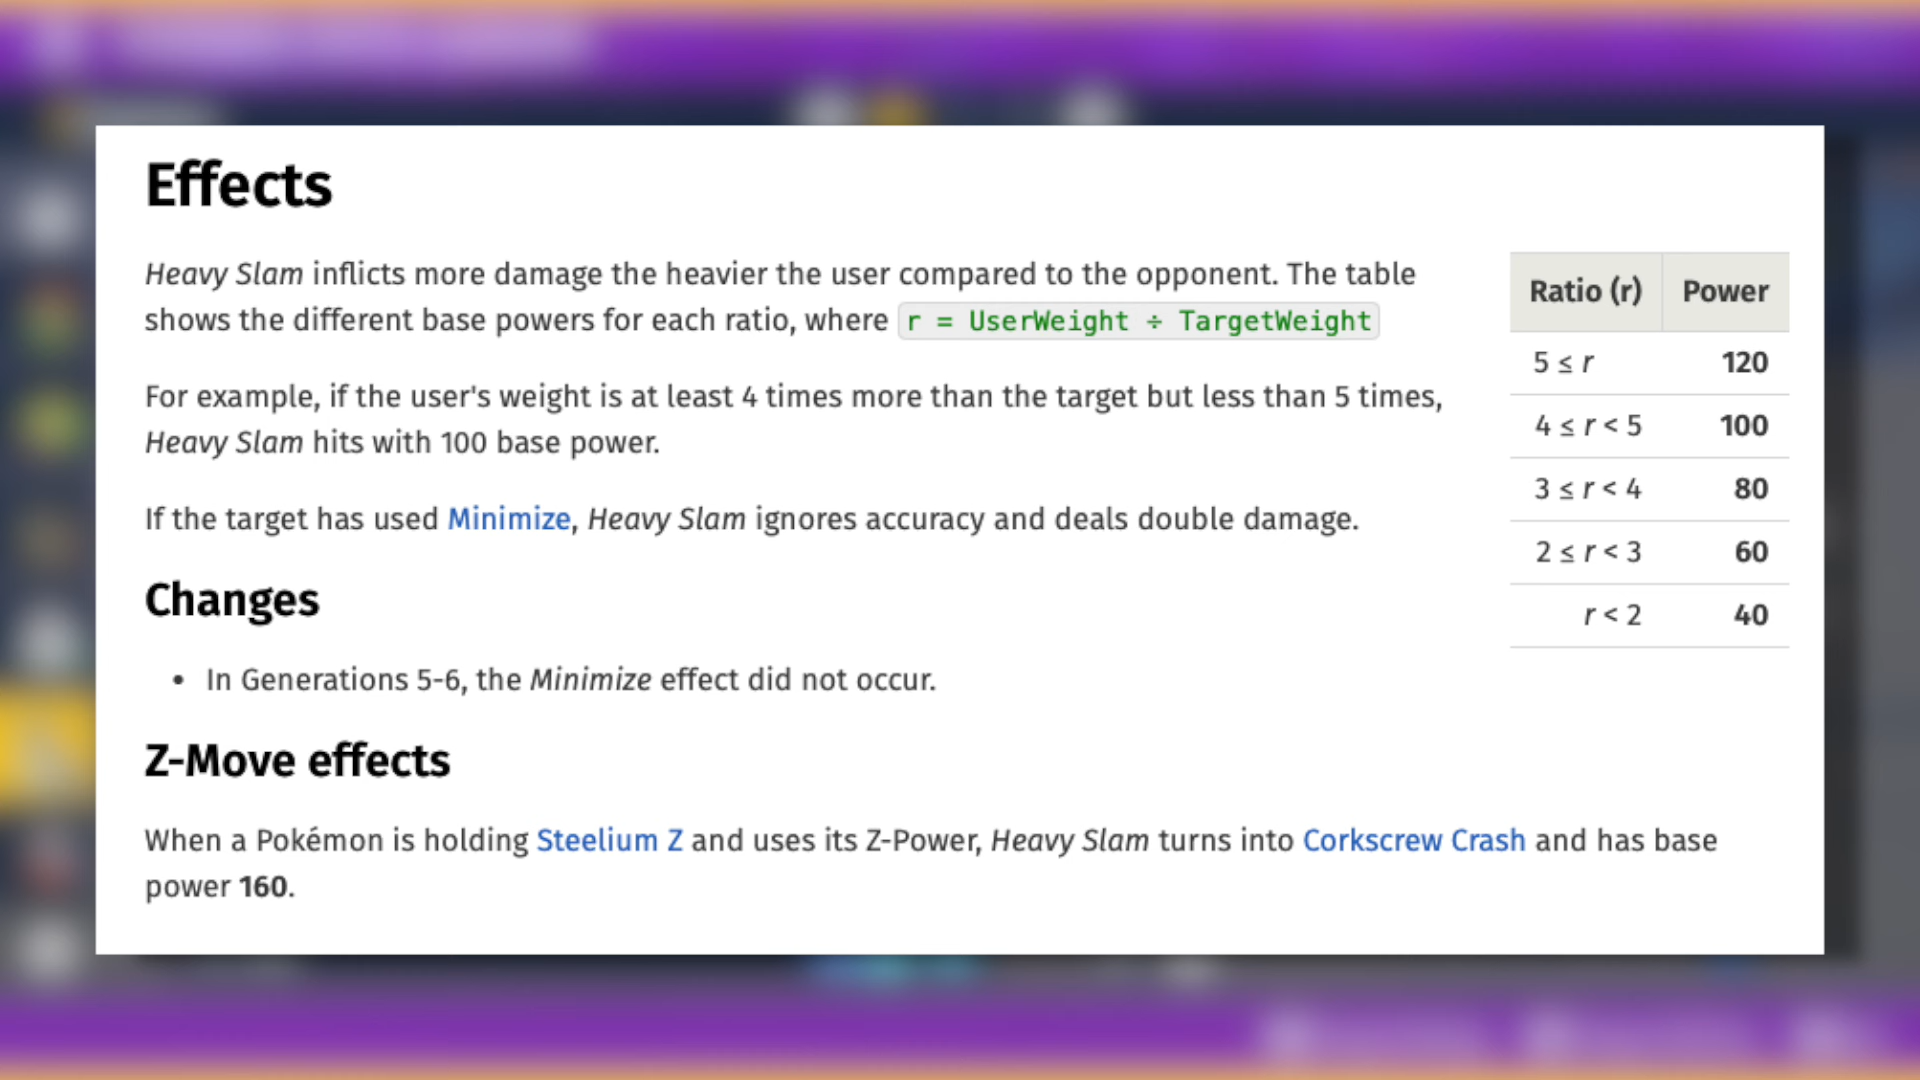 Effects
Heavy Slam inflicts more damage the heavier the user compared to the opponent. The table
shows the different base powers for each ratio, where r = UserWeight ÷ TargetWeight
For example, if the user's weight is at least 4 times more than the target but less than 5 times,
Heavy Slam hits with 100 base power.
If the target has used Minimize, Heavy Slam ignores accuracy and deals double damage.
Ratio (r) Power
5 ≤ r 120
4 ≤ r < 5 100
3 ≤ r < 4 80
2 ≤ r < 3 60
r < 2 40
Changes
• In Generations 5-6, the Minimize effect did not occur.
Z-Move effects
When a Pokémon is holding Steelium Z and uses its Z-Power, Heavy Slam turns into Corkscrew Crash and has base
power 160.